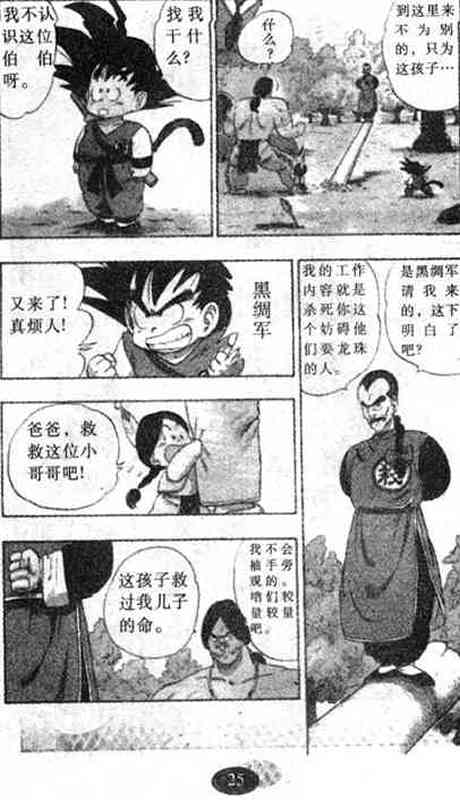 到这里来
不为别
的，只为
这孩子…
什么？
找我
干什
么？
我不认
识这位
伯伯
呀。
是黑绸军
请我来
的，这下
明白了
吧？
我的工作
内容就是
杀死你这
个妨碍他
们要龙珠
的人。
黑绸军
又来了！
真烦人！
爸爸，救
救这位小
哥哥吧！
我不会
袖手旁
观的。
咱们较
量较量
吧。
这孩子救
过我儿子
的命。
25